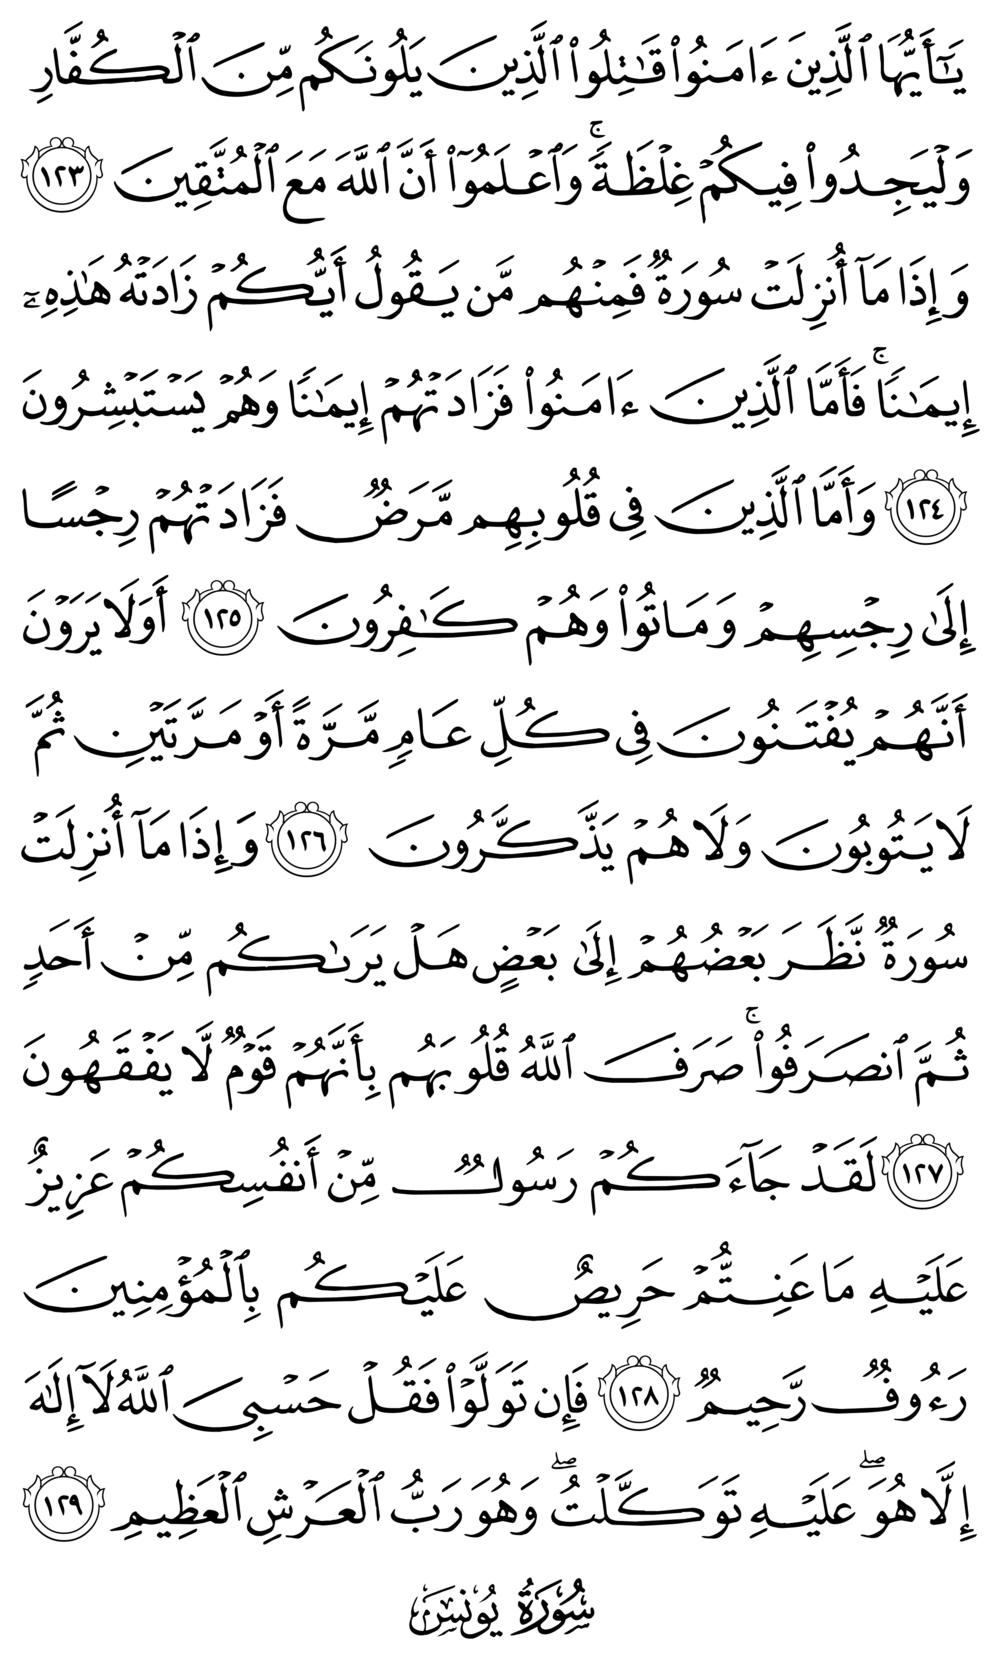 يَٰٓأَيُّهَا ٱلَّذِينَ ءَامَنُوا۟ قَٰتِلُوا۟ ٱلَّذِينَ يَلُونَكُم مِّنَ ٱلْكُفَّارِ
وَلْيَجِدُوا۟ فِيكُمْ غِلْظَةً ۚ وَٱعْلَمُوٓا۟ أَنَّ ٱللَّهَ مَعَ ٱلْمُتَّقِينَ ١٢٣
وَإِذَا مَآ أُنزِلَتْ سُورَةٌ فَمِنْهُم مَّن يَقُولُ أَيُّكُمْ زَادَتْهُ هَٰذِهِۦٓ
إِيمَٰنًا ۚ فَأَمَّا ٱلَّذِينَ ءَامَنُوا۟ فَزَادَتْهُمْ إِيمَٰنًا وَهُمْ يَسْتَبْشِرُونَ
١٢٤ وَأَمَّا ٱلَّذِينَ فِى قُلُوبِهِم مَّرَضٌ فَزَادَتْهُمْ رِجْسًا
إِلَىٰ رِجْسِهِمْ وَمَاتُوا۟ وَهُمْ كَٰفِرُونَ ١٢٥ أَوَلَا يَرَوْنَ
أَنَّهُمْ يُفْتَنُونَ فِى كُلِّ عَامٍ مَّرَّةً أَوْ مَرَّتَيْنِ ثُمَّ
لَا يَتُوبُونَ وَلَا هُمْ يَذَّكَّرُونَ ١٢٦ وَإِذَا مَآ أُنزِلَتْ
سُورَةٌ نَّظَرَ بَعْضُهُمْ إِلَىٰ بَعْضٍ هَلْ يَرَىٰكُم مِّنْ أَحَدٍ
ثُمَّ ٱنصَرَفُوا۟ ۚ صَرَفَ ٱللَّهُ قُلُوبَهُم بِأَنَّهُمْ قَوْمٌ لَّا يَفْقَهُونَ
١٢٧ لَقَدْ جَآءَكُمْ رَسُولٌ مِّنْ أَنفُسِكُمْ عَزِيزٌ
عَلَيْهِ مَا عَنِتُّمْ حَرِيصٌ عَلَيْكُم بِٱلْمُؤْمِنِينَ
رَءُوفٌ رَّحِيمٌ ١٢٨ فَإِن تَوَلَّوْا۟ فَقُلْ حَسْبِىَ ٱللَّهُ لَآ إِلَٰهَ
إِلَّا هُوَ ۖ عَلَيْهِ تَوَكَّلْتُ ۖ وَهُوَ رَبُّ ٱلْعَرْشِ ٱلْعَظِيمِ ١٢٩
سُورَةُ يُونُسَ